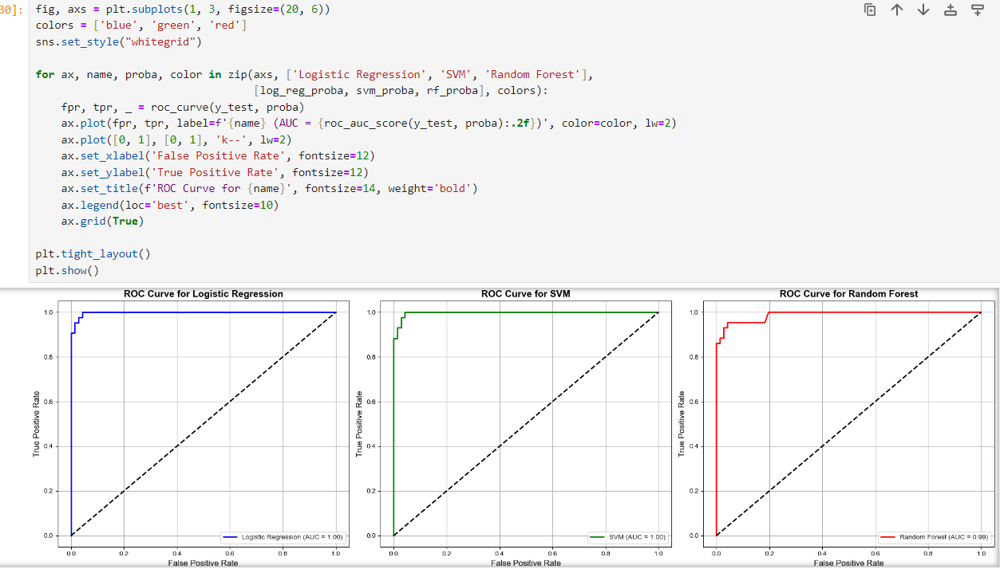 30]:
fig, axs = plt.subplots(1, 3, figsize=(20, 6))
colors = ['blue', 'green', 'red']
sns.set_style("whitegrid")
for ax, name, proba, color in zip(axs, ['Logistic Regression', 'SVM', 'Random Forest'],
[log_reg_proba, svm_proba, rf_proba], colors):
fpr, tpr, _ = roc_curve(y_test, proba)
ax.plot(fpr, tpr, label=f'{name} (AUC = {roc_auc_score(y_test, proba):.2f})', color=color, lw=2)
ax.plot([0, 1], [0, 1], 'k--', lw=2)
ax.set_xlabel('False Positive Rate', fontsize=12)
ax.set_ylabel('True Positive Rate', fontsize=12)
ax.set_title(f'ROC Curve for {name}', fontsize=14, weight='bold')
ax.legend(loc='best', fontsize=10)
ax.grid(True)
plt.tight_layout()
plt.show()
ROC Curve for Logistic Regression
True Positive Rate
1.0
0.8
0.6
0.4
0.2
0.0
Logistic Regression (AUC = 1.00)
0.0 0.2 0.4 0.6 0.8 1.0
False Positive Rate
ROC Curve for SVM
True Positive Rate
1.0
0.8
0.6
0.4
0.2
0.0
SVM (AUC = 1.00)
0.0 0.2 0.4 0.6 0.8 1.0
False Positive Rate
ROC Curve for Random Forest
True Positive Rate
1.0
0.8
0.6
0.4
0.2
0.0
Random Forest (AUC = 0.99)
0.0 0.2 0.4 0.6 0.8 1.0
False Positive Rate